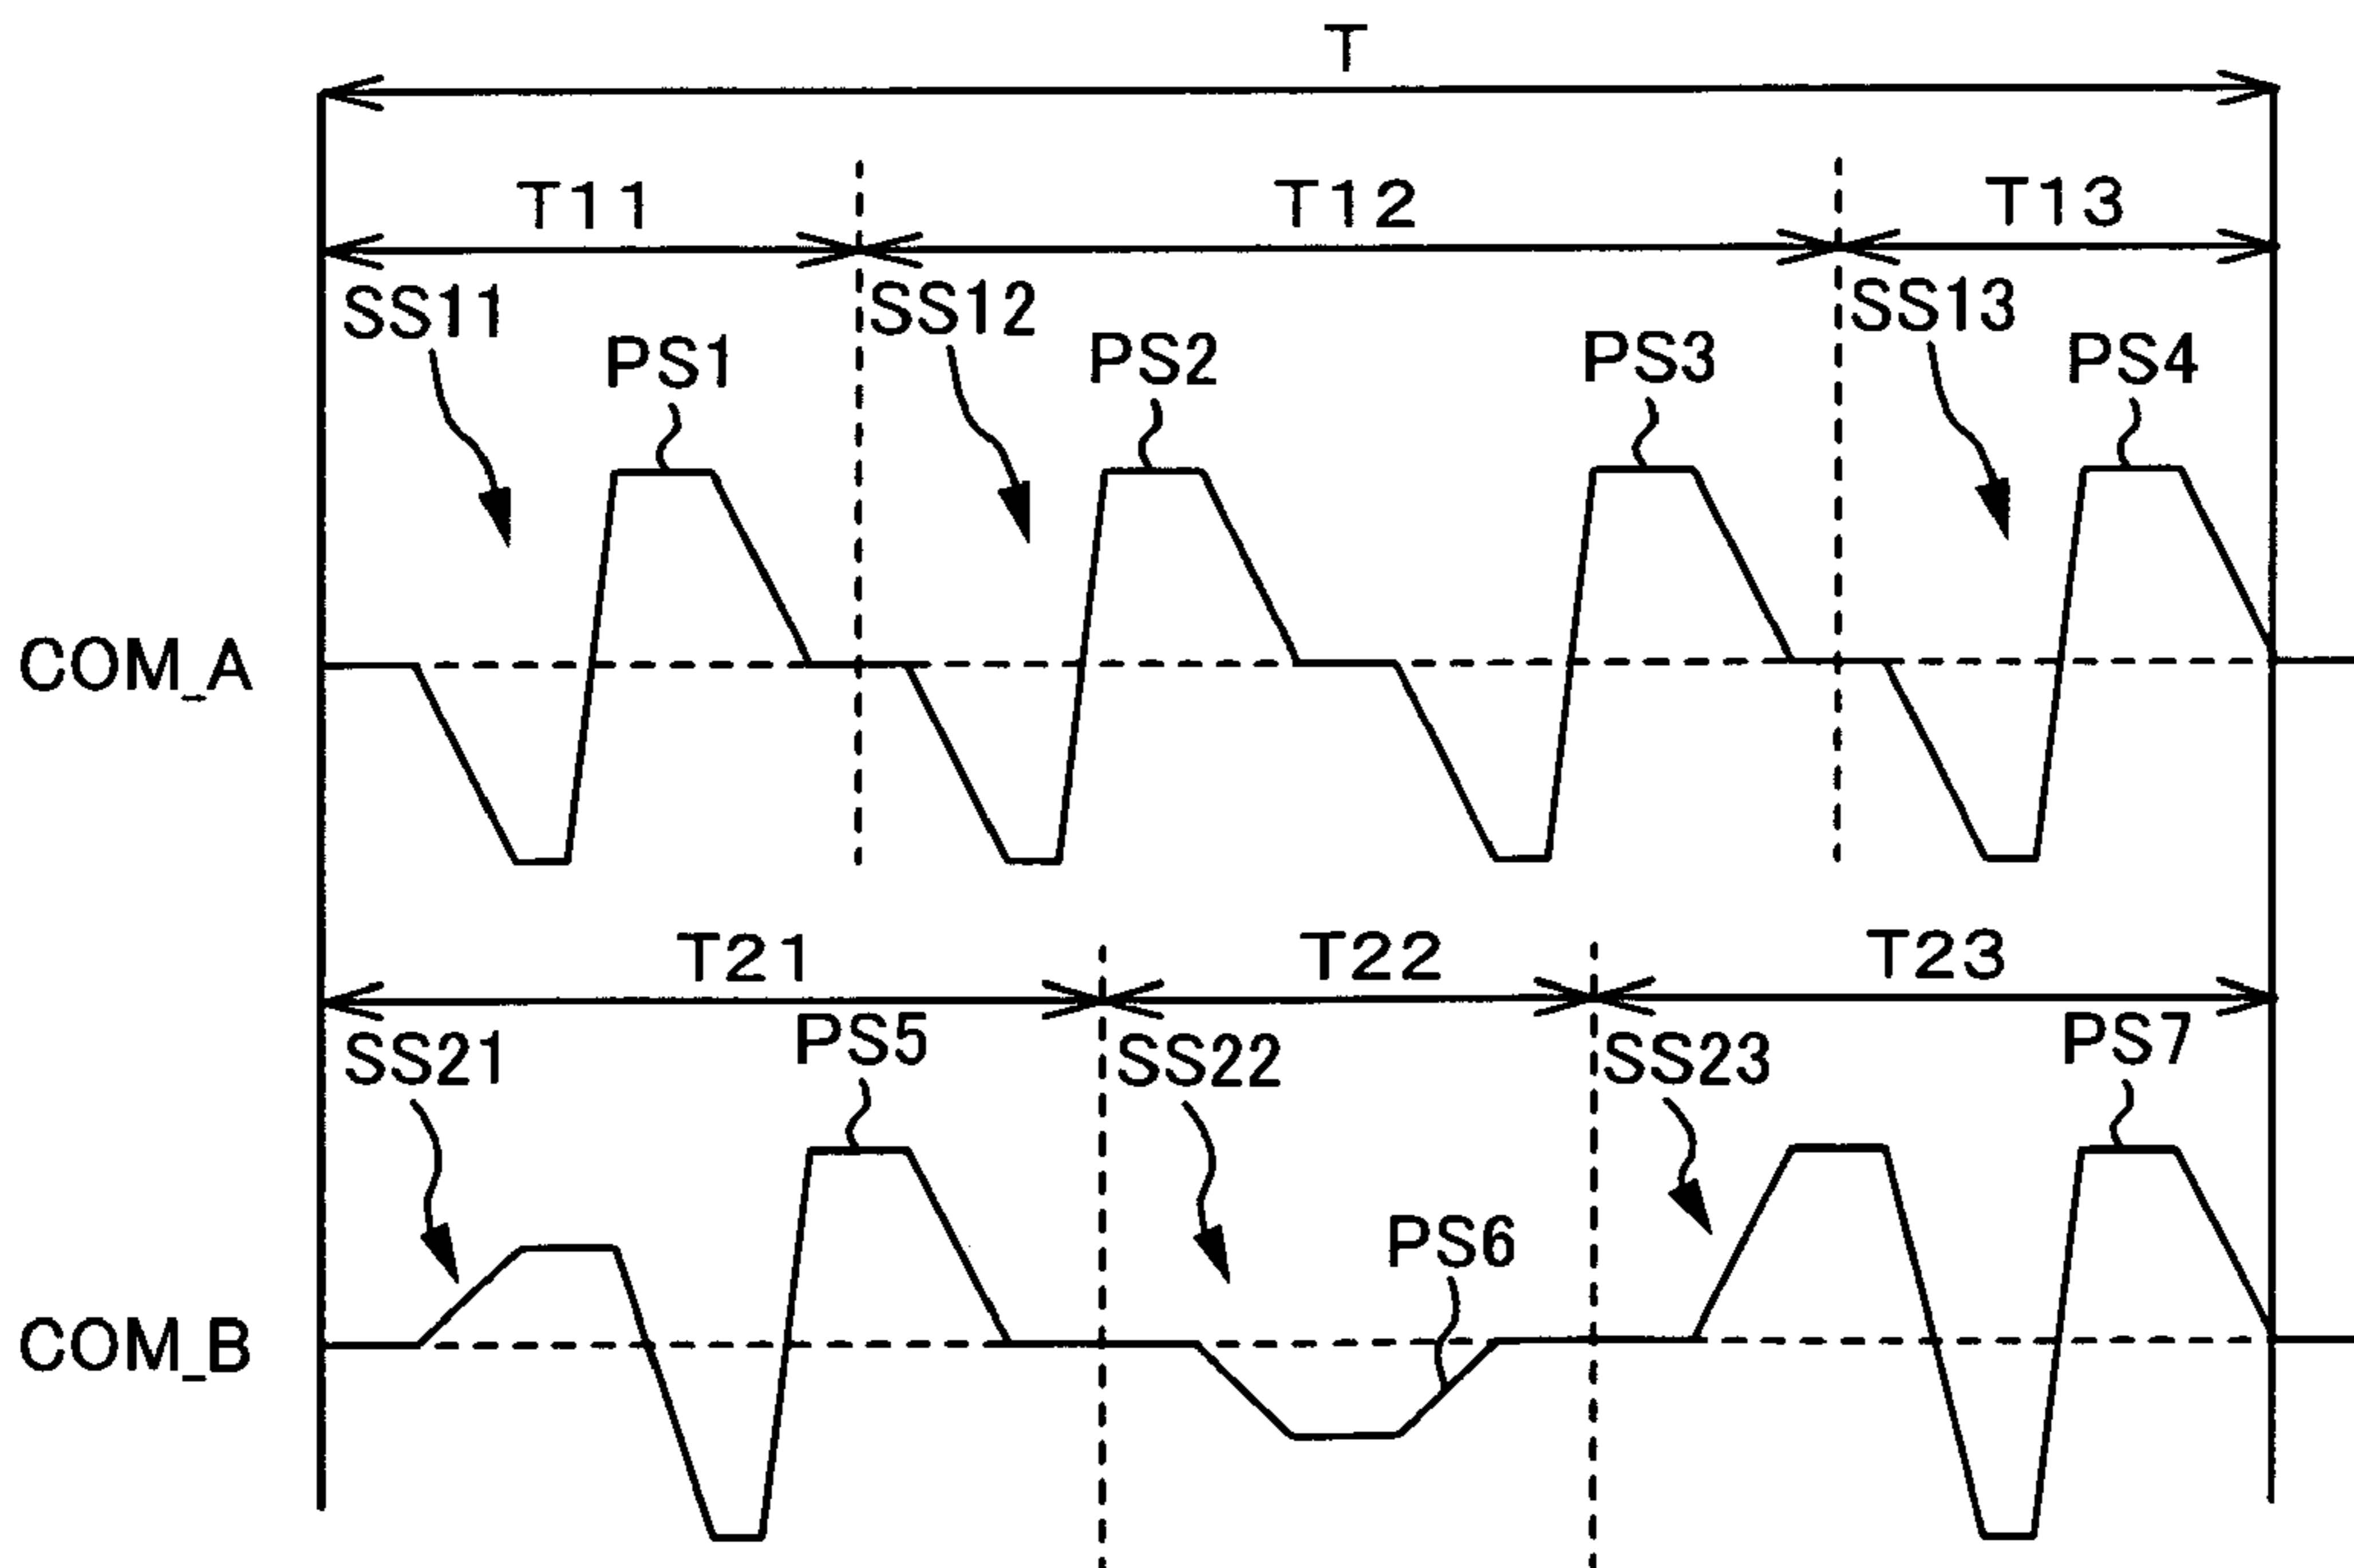 T
T11 T12 T13
SS11 SS12 SS13
PS1 PS2 PS3 PS4
COM_A
T21 T22 T23
PS5 PS7
SS21 SS22 SS23
PS6
COM_B